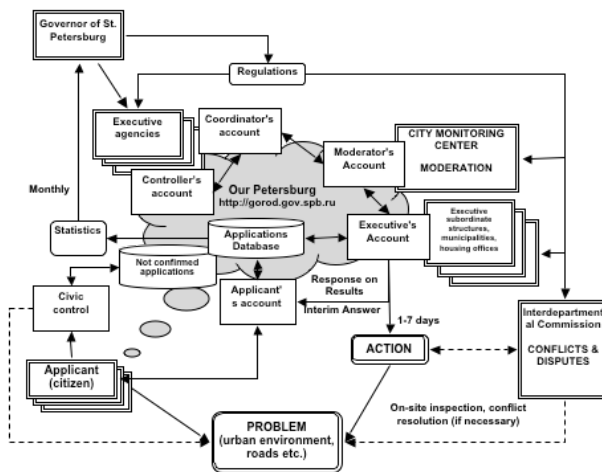 Governor of St.
Petersburg
Regulations
Executive
agencies
Coordinator's
account
Moderator's
Account
CITY MONITORING
CENTER
MODERATION
Controller's
account
Our Petersburg
http://gorod.gov.spb.ru
Monthly
Executive's
Account
Executive
subordinate
structures,
municipalities,
housing offices
Statistics
Applications
Database
Not confirmed
applications
Response on
Results
Applicant'
s account
Interim Answer
Civic
control
1-7 days
Interdepartment
al Commission
CONFLICTS &
DISPUTES
ACTION
Applicant
(citizen)
On-site inspection, conflict
resolution (if necessary)
PROBLEM
(urban environment,
roads etc.)